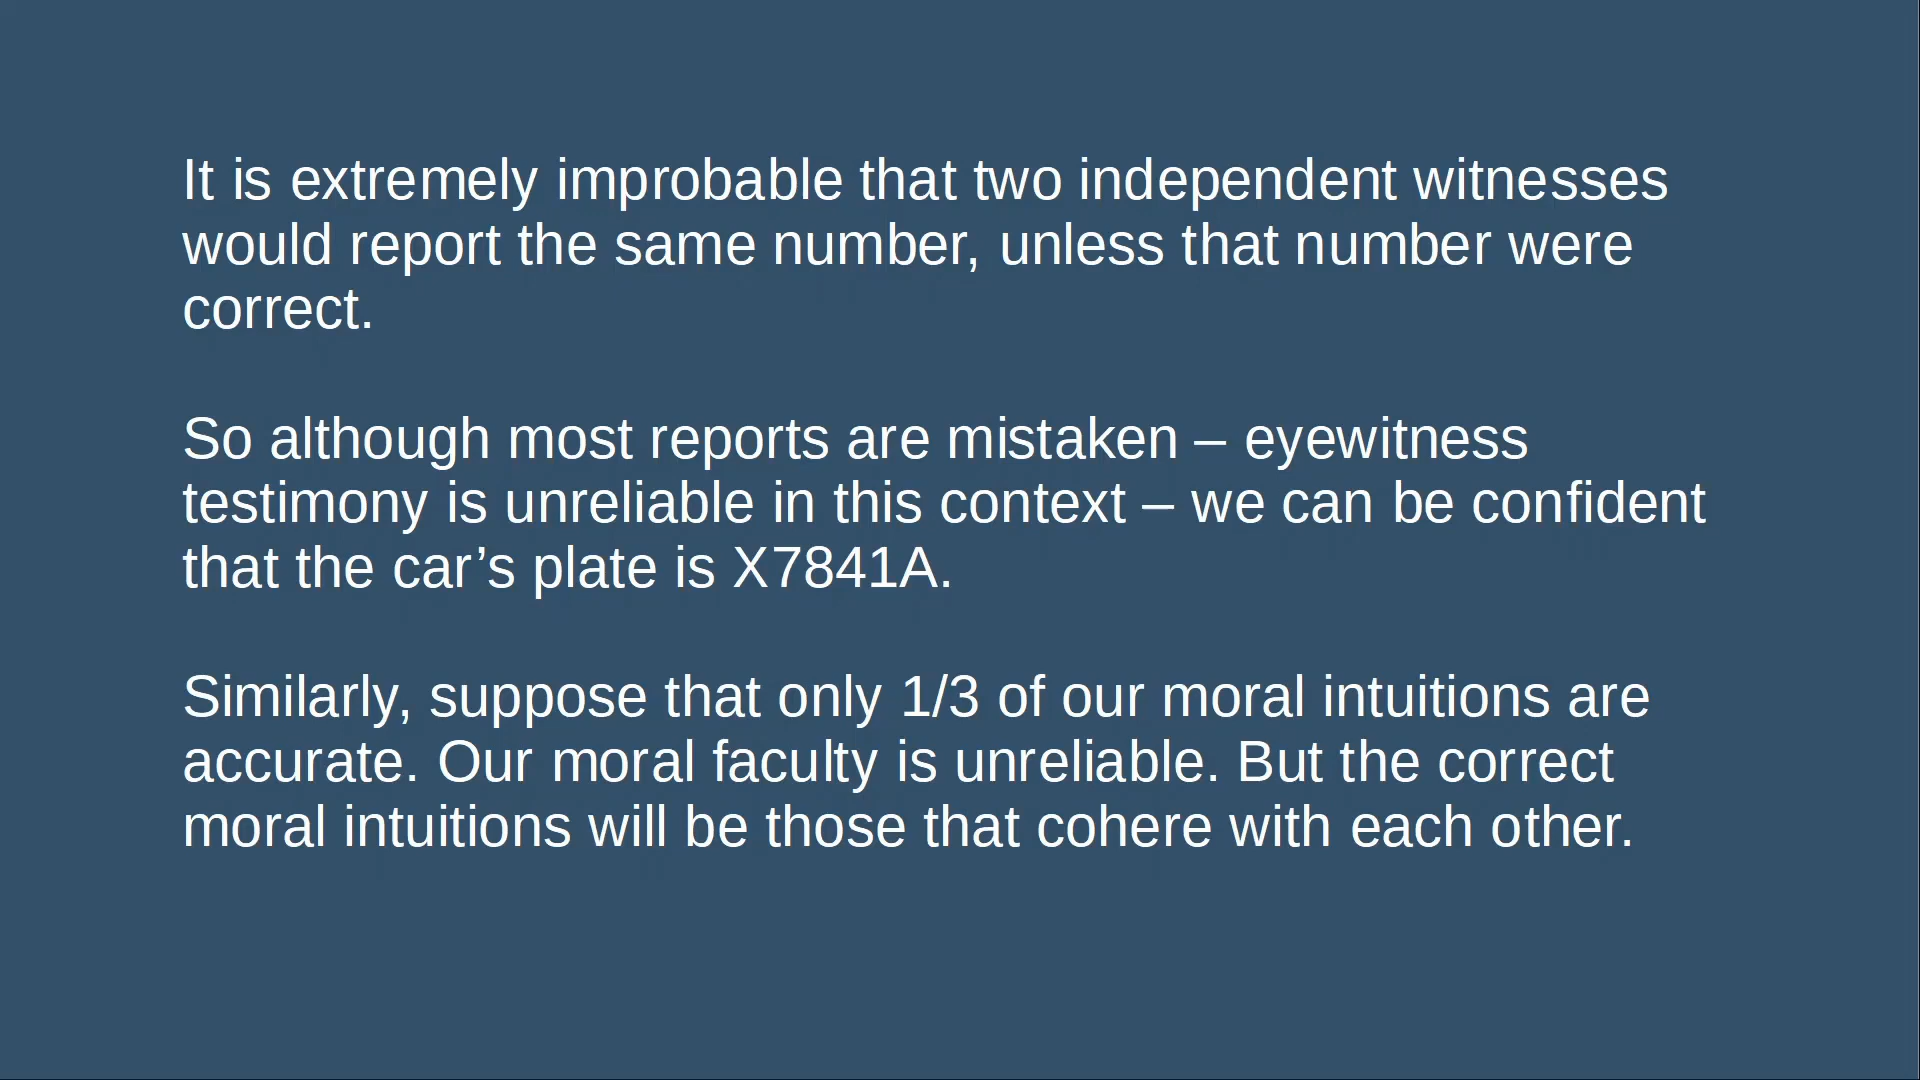 It is extremely improbable that two independent witnesses
would report the same number, unless that number were
correct.
So although most reports are mistaken – eyewitness
testimony is unreliable in this context – we can be confident
that the car’s plate is X7841A.
Similarly, suppose that only 1/3 of our moral intuitions are
accurate. Our moral faculty is unreliable. But the correct
moral intuitions will be those that cohere with each other.